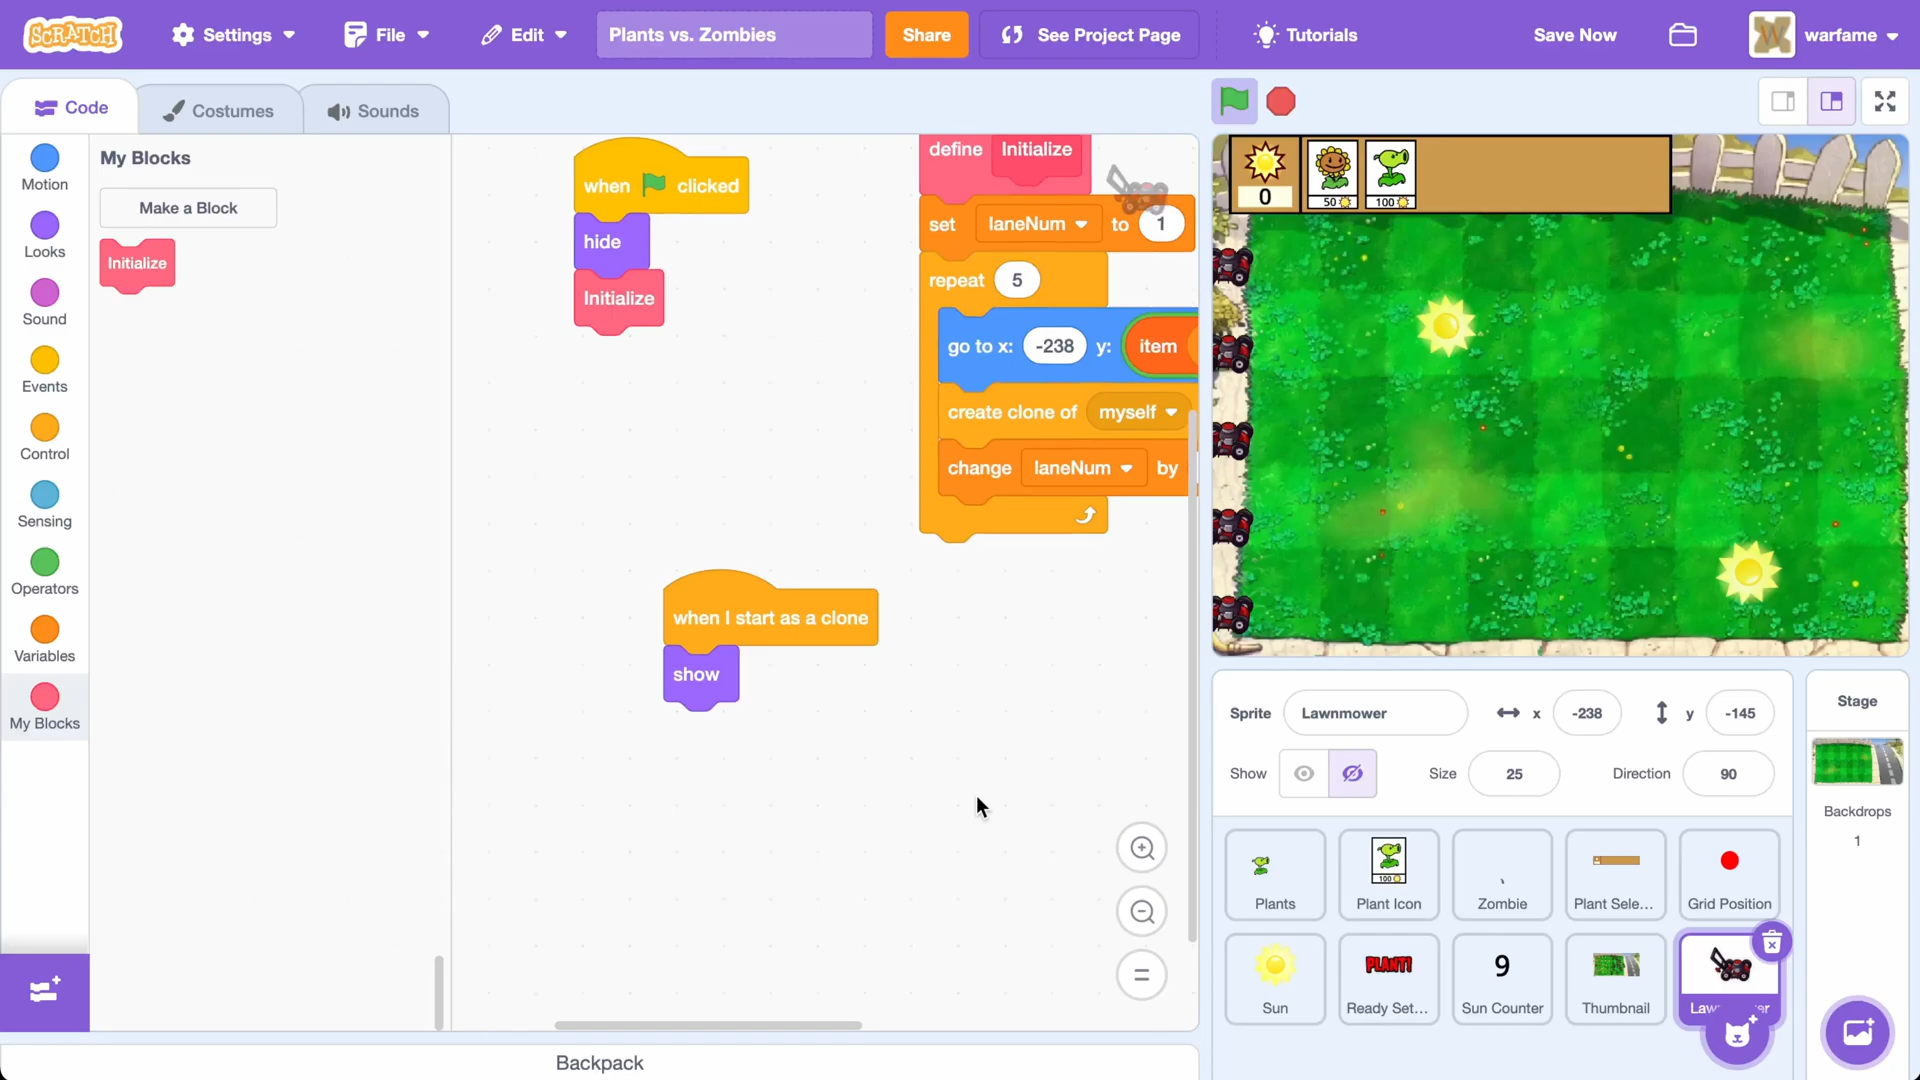 SCRATCH
Settings
File
Edit
Plants vs. Zombies
Share
See Project Page
Tutorials
Save Now
warfame
Code
Costumes
Sounds
Motion
Looks
Sound
Events
Control
Sensing
Operators
Variables
My Blocks
My Blocks
Make a Block
Initialize
when clicked
hide
Initialize
define Initialize
set laneNum to 1
repeat 5
go to x: -238 y: item
create clone of myself
change laneNum by
when I start as a clone
show
Backpack
0
50
100
Sprite Lawnmower
x -238
y -145
Show
Size 25
Direction 90
Stage
Backdrops
1
Plants
100
Plant Icon
Zombie
Plant Sele...
Grid Position
Sun
PLANT!
Ready Set...
9
Sun Counter
Thumbnail